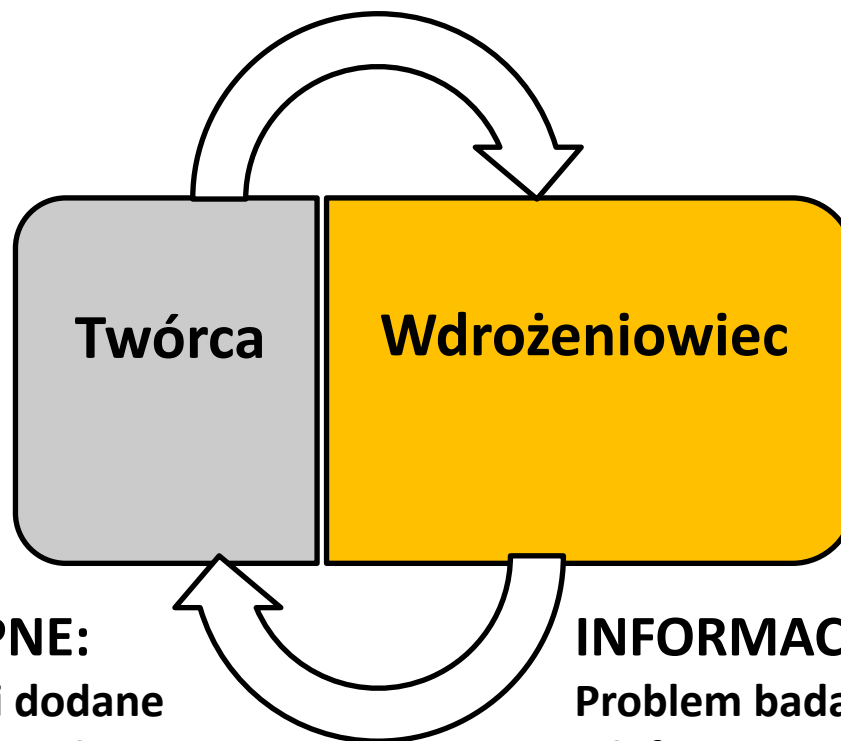 Twórca
Wdrożeniowiec
PNE:
i dodane
INFORMAC
Problem bada